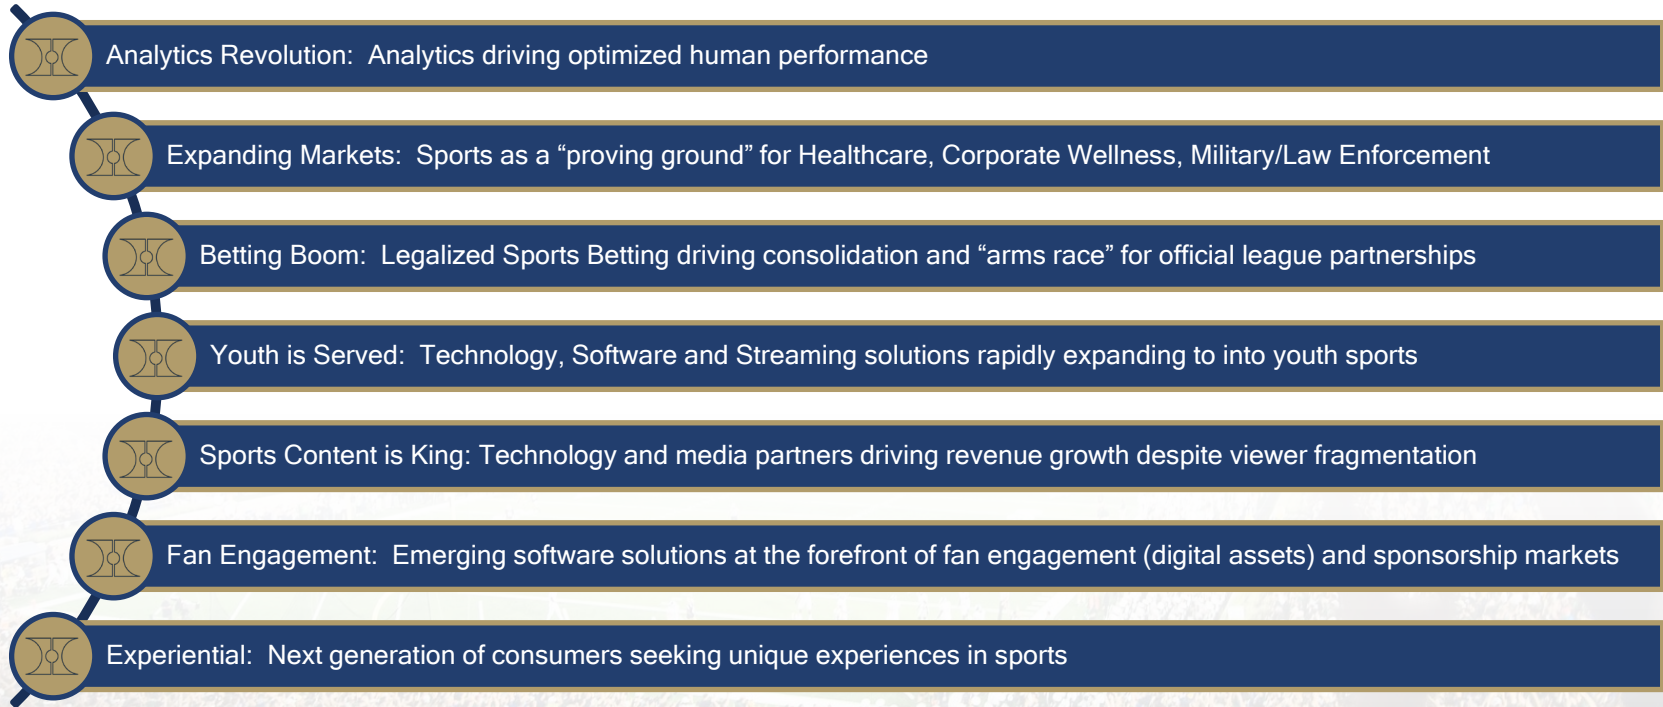 Analytics Revolution:  Analytics driving optimized human performance
Expanding Markets:  Sports as a “proving ground” for Healthcare, Corporate Wellness, Military/Law Enforcement
Betting Boom:  Legalized Sports Betting driving consolidation and “arms race” for official league partnerships
Youth is Served:  Technology, Software and Streaming solutions rapidly expanding to into youth sports
Sports Content is King: Technology and media partners driving revenue growth despite viewer fragmentation
Fan Engagement:  Emerging software solutions at the forefront of fan engagement (digital assets) and sponsorship markets
Experiential:  Next generation of consumers seeking unique experiences in sports